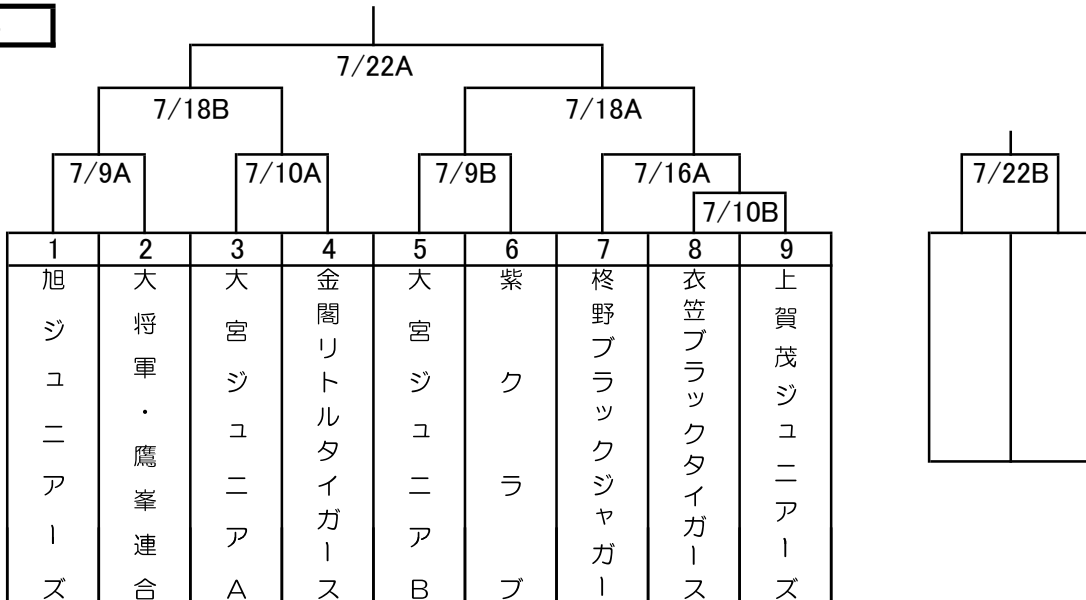 7/22A
7/18B
7/18A
7/9A
7/10A
7/9B
7/16A
7/22B
7/10B
1
2
3
4
5
6
7
8
9
旭ジュニアーズ
大将軍・鷹峯連合
大宮ジュニアA
金閣リトルタイガース
大宮ジュニアB
紫クラブ
柊野ブラックジャガー
衣笠ブラックタイガース
上賀茂ジュニアーズ